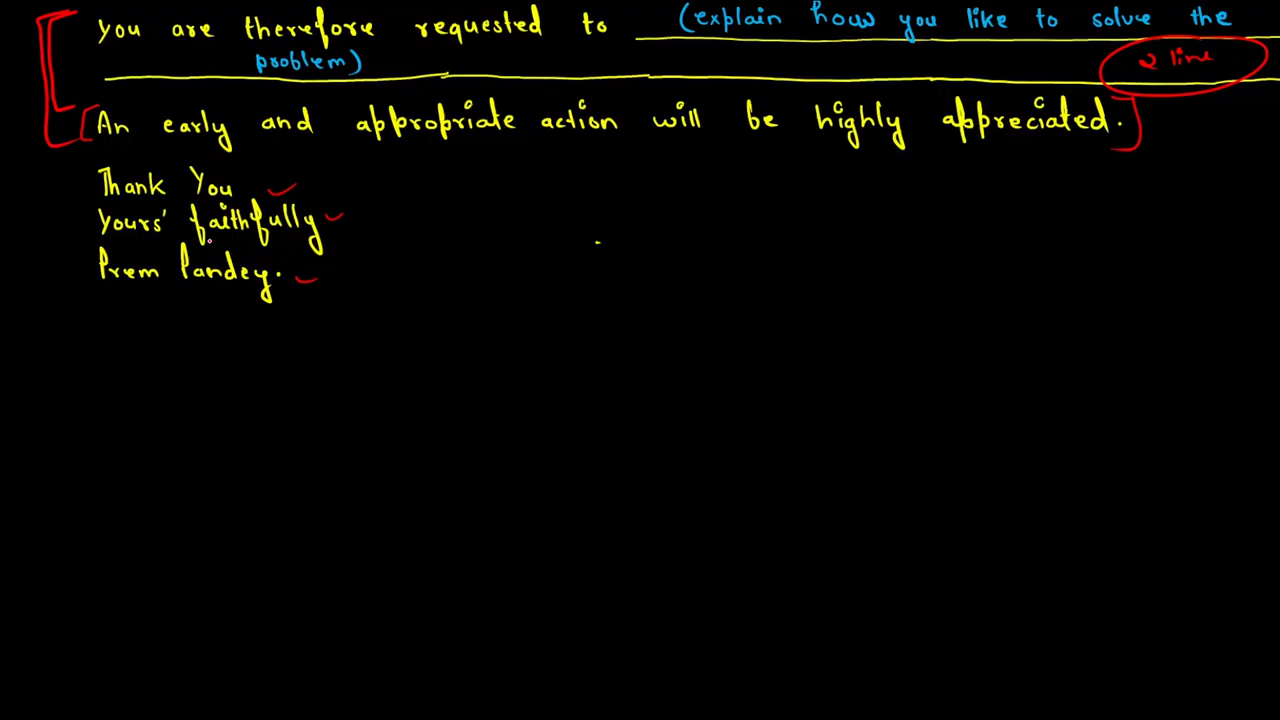 You are therefore requested to (explain how you like to solve the
problem) 2 line
An early and appropriate action will be highly appreciated.
Thank You
Yours' faithfully
Prem Pandey.